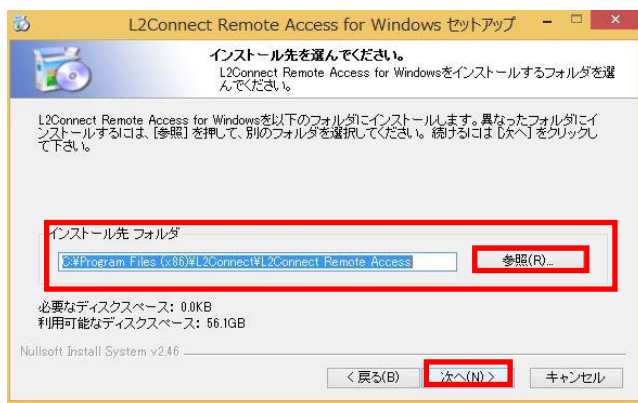 L2Connect Remote Access for Windows セットアップ
インストール先を選んでください。
L2Connect Remote Access for Windowsをインストールするフォルダを選
んでください。
L2Connect Remote Access for Windowsを以下のフォルダにインストールします。異なったフォルダにイ
ンストールするには、[参照] を押して、別のフォルダを選択してください。 続けるには [次へ] をクリックし
て下さい。
インストール先 フォルダ
C:¥Program Files (x86)¥L2Connect¥L2Connect Remote Access
参照(R)...
必要なディスクスペース: 0.0KB
利用可能なディスクスペース: 56.1GB
Nullsoft Install System v2.46
< 戻る(B)
次へ(N) >
キャンセル